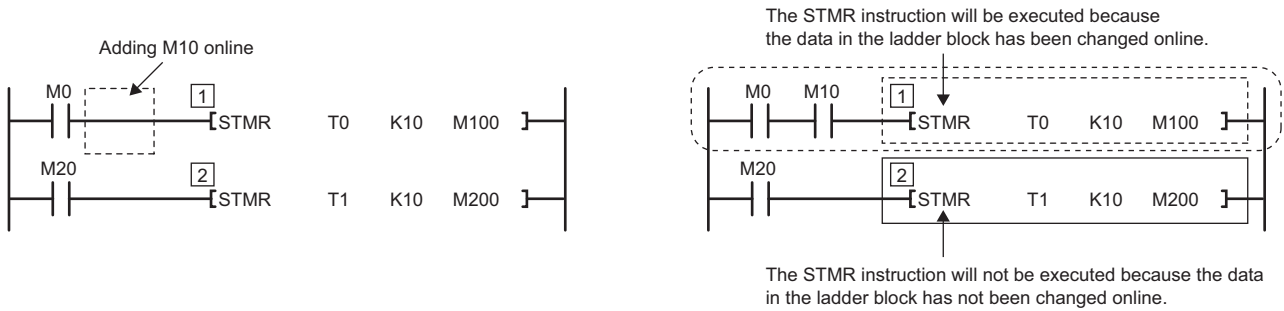 Adding M10 online
M0
1
STMR T0 K10 M100
M20
2
STMR T1 K10 M200
The STMR instruction will be executed because
the data in the ladder block has been changed online.
M0 M10
1
STMR T0 K10 M100
M20
2
STMR T1 K10 M200
The STMR instruction will not be executed because the data
in the ladder block has not been changed online.